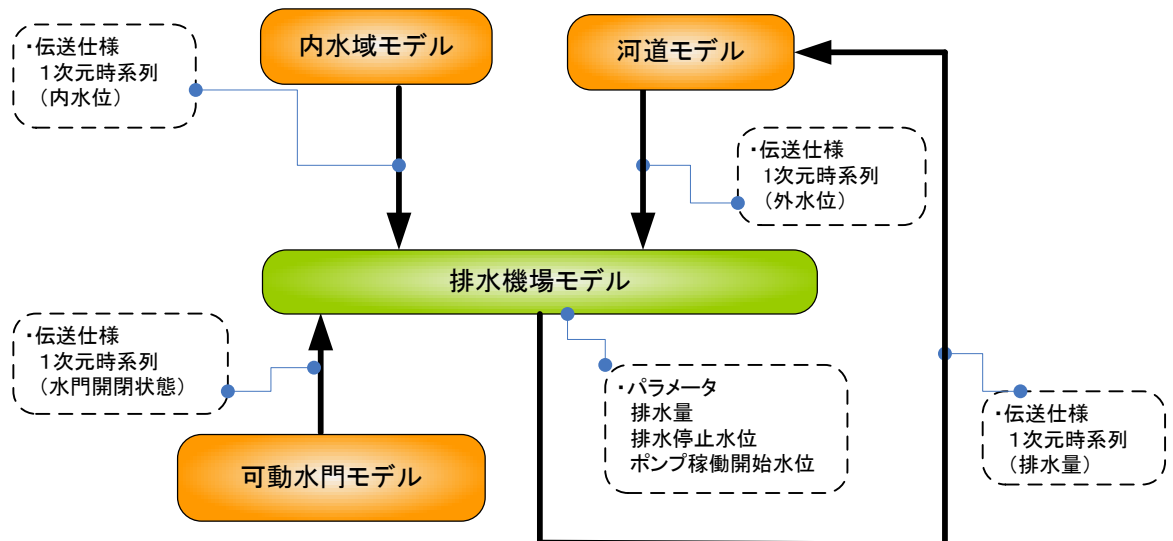 ・伝送仕様
1次元時系列
（内水位）
内水域モデル
河道モデル
・伝送仕様
1次元時系列
（外水位）
排水機場モデル
・伝送仕様
1次元時系列
（水門開閉状態）
・パラメータ
排水量
排水停止水位
ポンプ稼働開始水位
・伝送仕様
1次元時系列
（排水量）
可動水門モデル